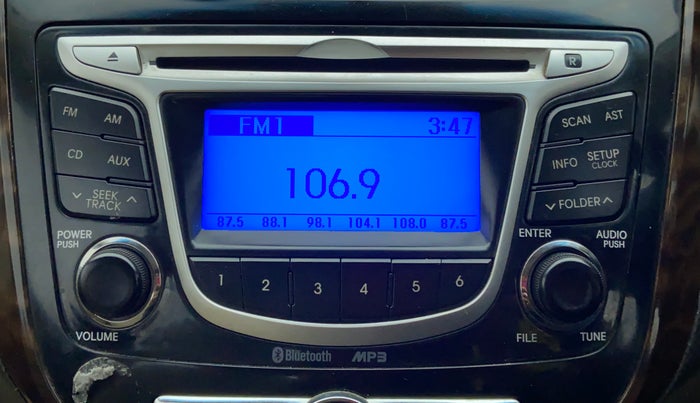 R
FM AM
CD AUX
SEEK
TRACK
POWER
PUSH
VOLUME
FM1 3:47
106.9
87.5 88.1 98.1 104.1 108.0 87.5
1 2 3 4 5 6
Bluetooth MP3
SCAN AST
INFO SETUP
CLOCK
FOLDER
ENTER AUDIO
PUSH
FILE TUNE